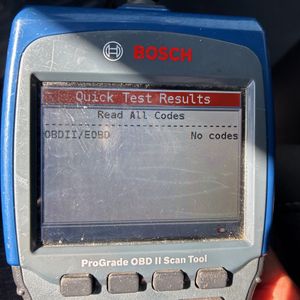 BOSCH
Quick Test Results
Read All Codes
OBDII/EOBD No codes
ProGrade OBD II Scan Tool